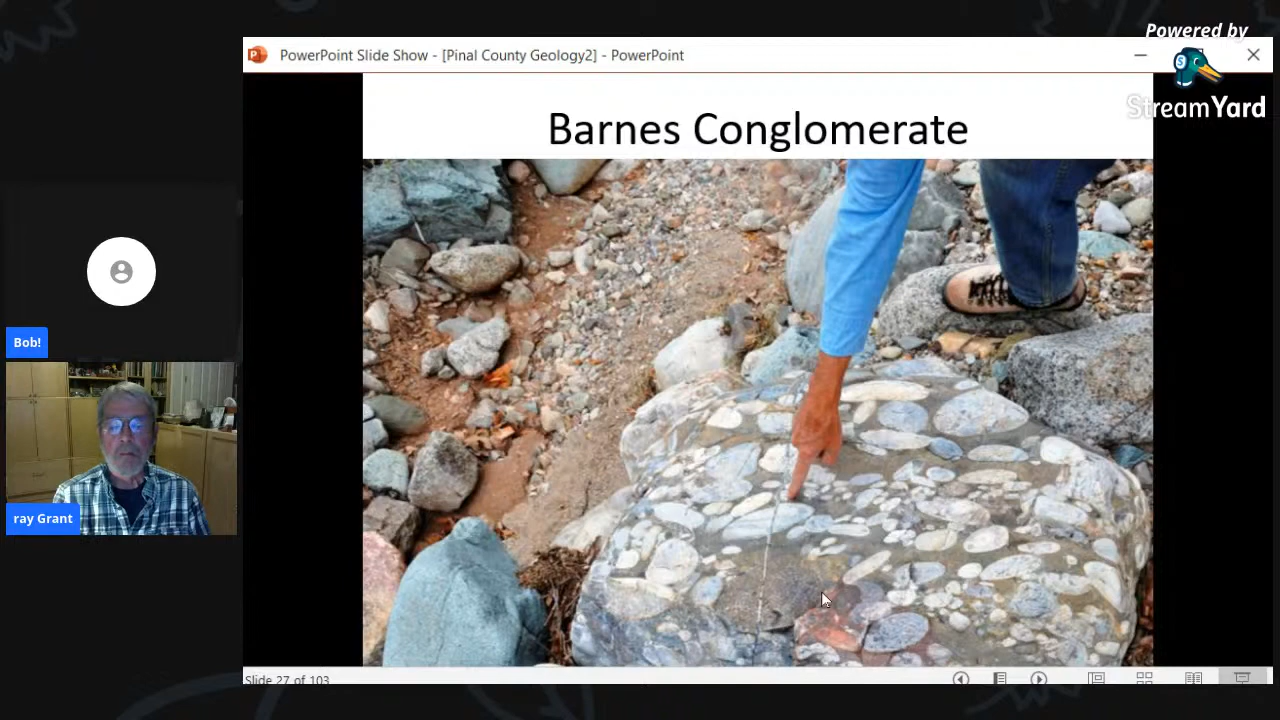 Powered by
StreamYard
PowerPoint Slide Show - [Pinal County Geology2] - PowerPoint
Barnes Conglomerate
Bob!
ray Grant
Slide 27 of 103